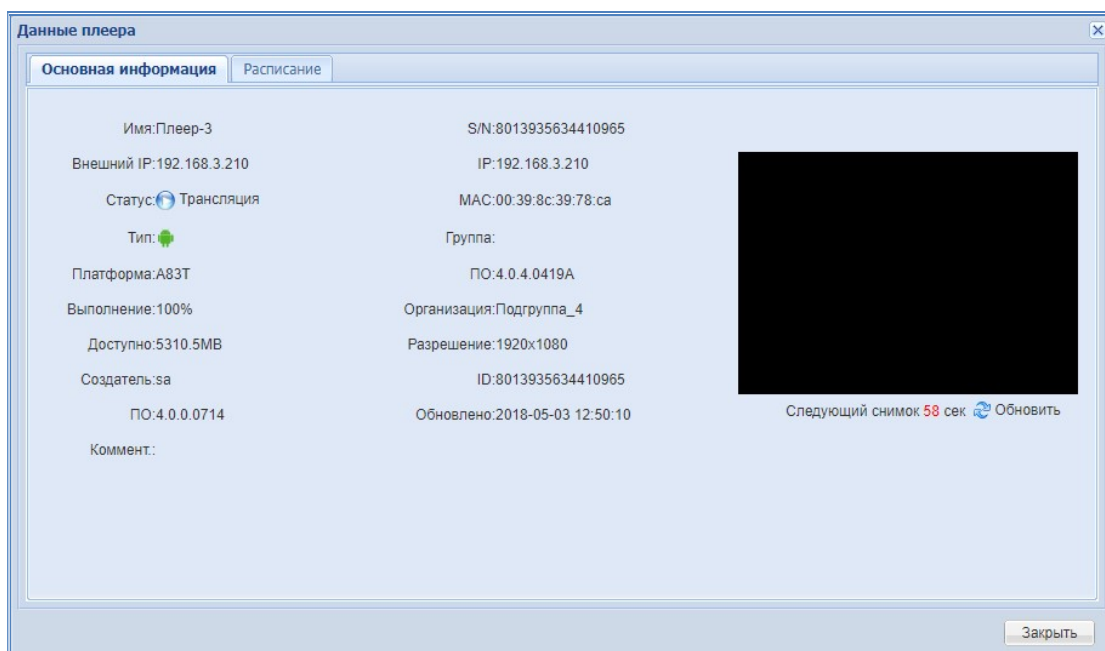 Данные плеера
Основная информация Расписание
Имя:Плеер-3 S/N:8013935634410965
Внешний IP:192.168.3.210 IP:192.168.3.210
Статус: Трансляция MAC:00:39:8c:39:78:ca
Тип: Группа:
Платформа:A83T ПО:4.0.4.0419A
Выполнение:100% Организация:Подгруппа_4
Доступно:5310.5MB Разрешение:1920x1080
Создатель:sa ID:8013935634410965
ПО:4.0.0.0714 Обновлено:2018-05-03 12:50:10
Следующий снимок 58 сек Обновить
Коммент.:
Закрыть